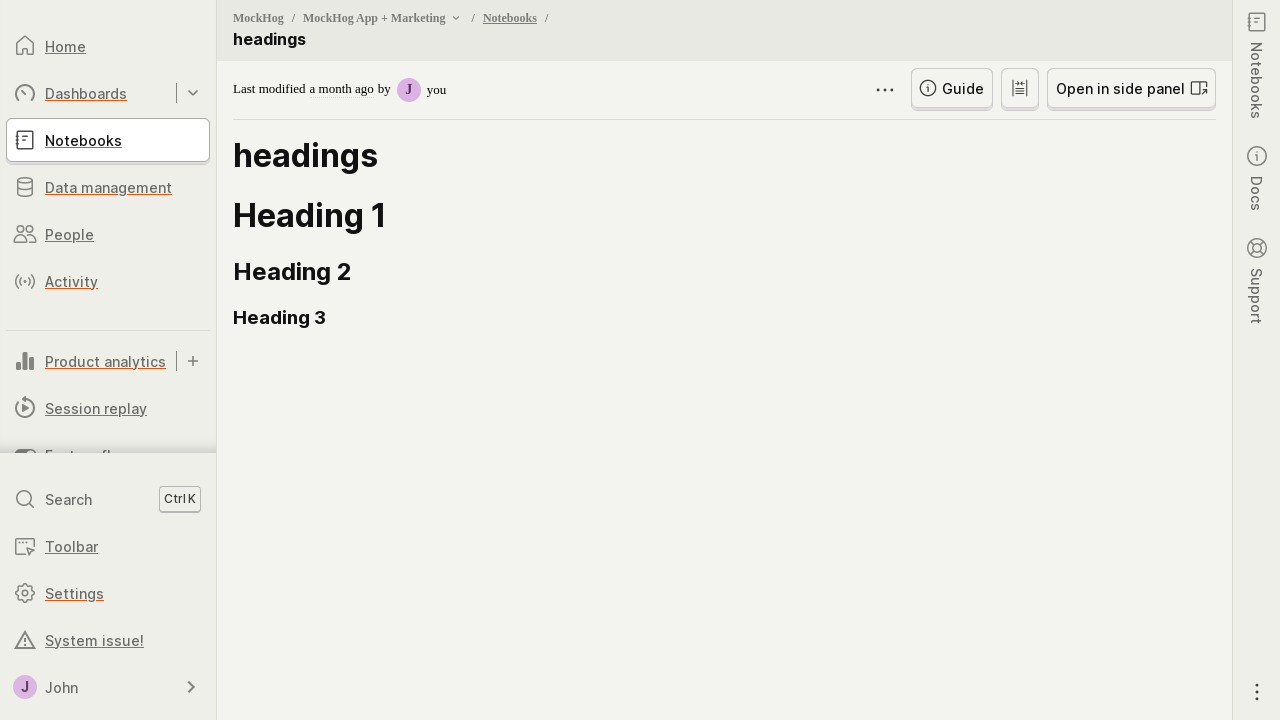 Home
Dashboards
Notebooks
Data management
People
Activity
Product analytics
Session replay
Search Ctrl K
Toolbar
Settings
System issue!
J John
MockHog / MockHog App + Marketing / Notebooks /
headings
Last modified a month ago by J you
Guide
Open in side panel
headings
Heading 1
Heading 2
Heading 3
Notebooks
Docs
Support